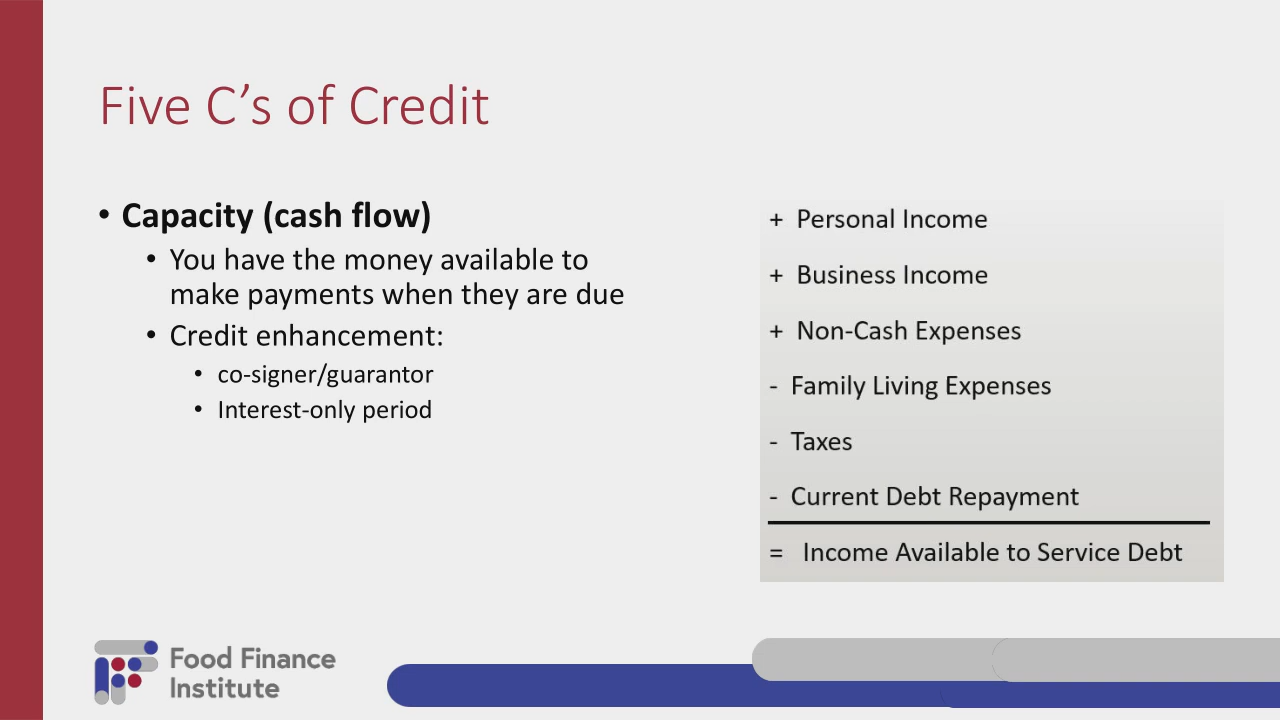 Five C’s of Credit
• Capacity (cash flow)
• You have the money available to
make payments when they are due
• Credit enhancement:
• co-signer/guarantor
• Interest-only period
+ Personal Income
+ Business Income
+ Non-Cash Expenses
- Family Living Expenses
- Taxes
- Current Debt Repayment
= Income Available to Service Debt
Food Finance
Institute